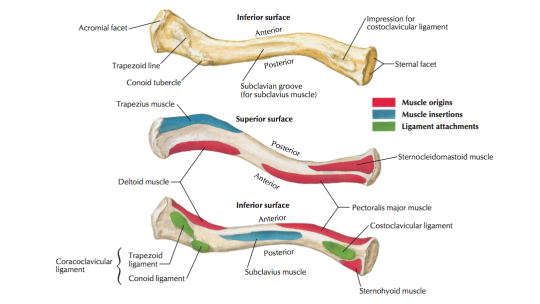 Inferior surface
Acromial facet
Anterior
Impression for
costoclavicular ligament
Trapezoid line
Posterior
Sternal facet
Conoid tubercle
Subclavian groove
(for subclavius muscle)
Muscle origins
Muscle insertions
Ligament attachments
Trapezius muscle
Superior surface
Posterior
Sternocleidomastoid muscle
Deltoid muscle
Anterior
Pectoralis major muscle
Inferior surface
Anterior
Costoclavicular ligament
Coracoclavicular
ligament
Trapezoid
ligament
Posterior
Conoid ligament
Subclavius muscle
Sternohyoid muscle